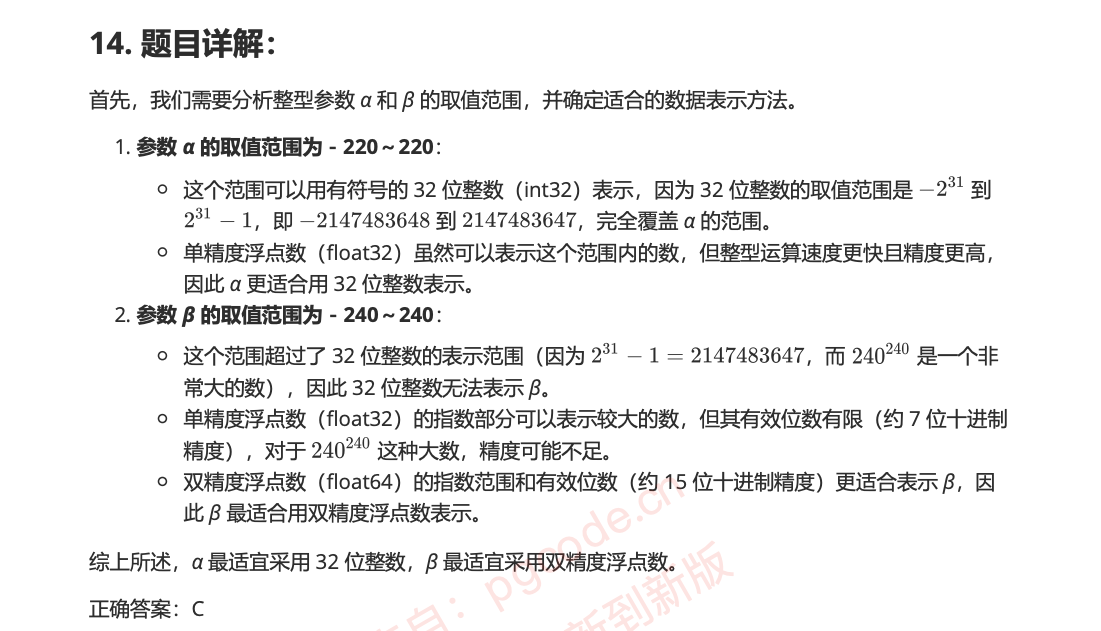 14. 题目详解：
首先，我们需要分析整型参数 α 和 β 的取值范围，并确定适合的数据表示方法。
1. 参数 α 的取值范围为 - 220 ~ 220：
○ 这个范围可以用有符号的 32 位整数（int32）表示，因为 32 位整数的取值范围是 −2^31 到
2^31 − 1，即 −2147483648 到 2147483647，完全覆盖 α 的范围。
○ 单精度浮点数（float32）虽然可以表示这个范围内的数，但整型运算速度更快且精度更高，
因此 α 更适合用 32 位整数表示。
2. 参数 β 的取值范围为 - 240 ~ 240：
○ 这个范围超过了 32 位整数的表示范围（因为 2^31 − 1 = 2147483647，而 240^240 是一个非
常大的数），因此 32 位整数无法表示 β。
○ 单精度浮点数（float32）的指数部分可以表示较大的数，但其有效位数有限（约 7 位十进制
精度），对于 240^240 这种大数，精度可能不足。
○ 双精度浮点数（float64）的指数范围和有效位数（约 15 位十进制精度）更适合表示 β，因
此 β 最适合用双精度浮点数表示。
综上所述，α 最适宜采用 32 位整数，β 最适宜采用双精度浮点数。
正确答案：C
自：pgcode.cn
新到新版